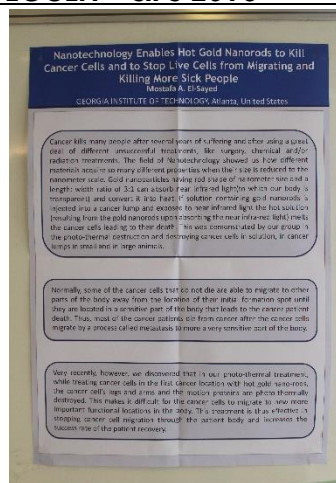 Nanotechnology Enables Hot Gold Nanorods to Kill
Cancer Cells and to Stop Live Cells from Migrating and
Killing More Sick People
Mostafa A. El-Sayed
GEORGIA INSTITUTE OF TECHNOLOGY, Atlanta, United States
Cancer kills many people after several years of suffering and after using a great
deal of different unsuccessful treatments, like surgery, chemical and/or
radiation treatments. The field of Nanotechnology showed us how different
materials acquire so many different properties when their size is reduced to the
nanometer scale. Gold nanoparticles having rod shape of nanometer size and a
length: width ratio of 3:1 can absorb near infrared light(to which our body is
transparent) and convert it into heat. If solution containing gold nanorods is
injected into a cancer lump and exposed to near infrared light the hot solution
(resulting from the gold nanorods upon absorbing the near infra-red light) melts
the cancer cells leading to their death. This was demonstrated by our group in
the photo-thermal destruction and destroying cancer cells in solution, in cancer
lumps in small and in large animals.
Normally, some of the cancer cells that do not die are able to migrate to other
parts of the body away from the location of their initial formation spot until
they are located in a sensitive part of the body that leads to the cancer patient
death. Thus, most of the cancer patients die from cancer after the cancer cells
migrate by a process called metastasis to more a very sensitive part of the body.
Very recently, however, we discovered that in our photo-thermal treatment,
while treating cancer cells in the first cancer location with hot gold nano-rods,
the cancer cell's legs and arms and the motion proteins are photo thermally
destroyed. This makes it difficult for the cancer cells to migrate to new more
important functional locations in the body. This treatment is thus effective in
stopping cancer cell migration through the patient body and increases the
success rate of the patient recovery.